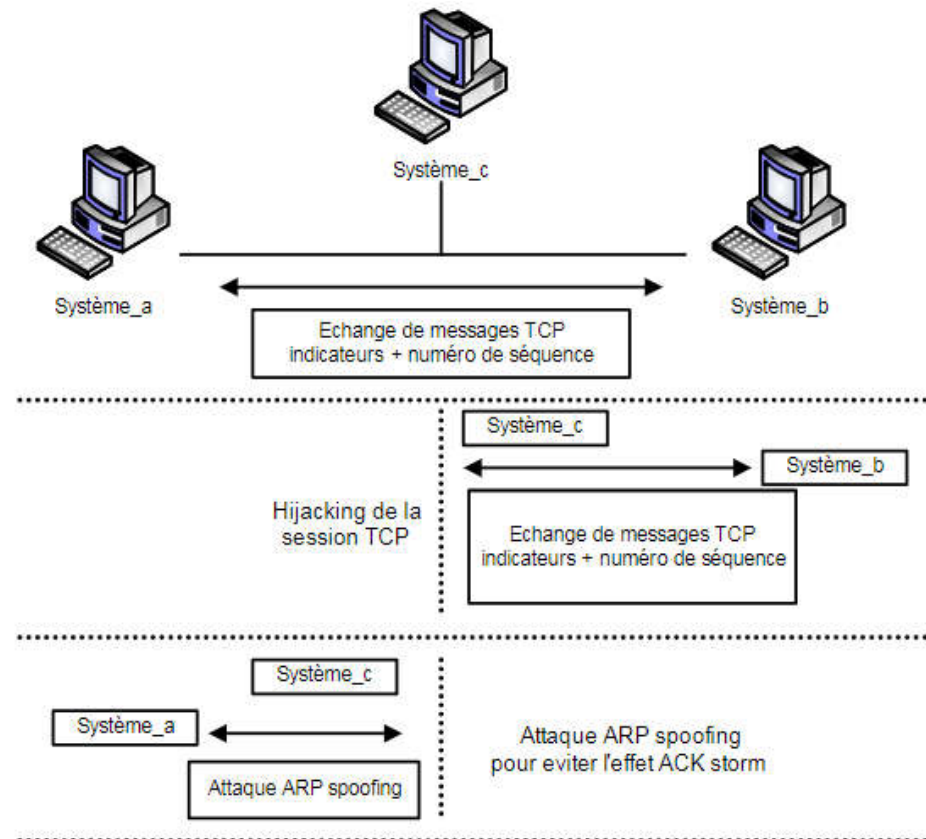 Système_c
Système_a
Système_b
Echange de messages TCP
indicateurs + numéro de séquence
Système_c
Système_b
Hijacking de la
session TCP
Echange de messages TCP
indicateurs + numéro de séquence
Système_c
Système_a
Attaque ARP spoofing
Attaque ARP spoofing
pour eviter l'effet ACK storm